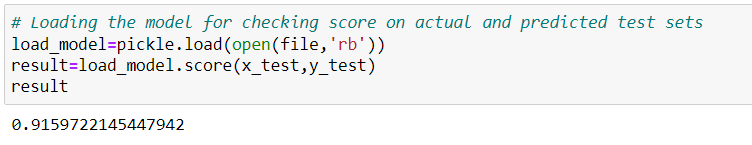 # Loading the model for checking score on actual and predicted test sets
load_model=pickle.load(open(file,'rb'))
result=load_model.score(x_test,y_test)
result
0.9159722145447942